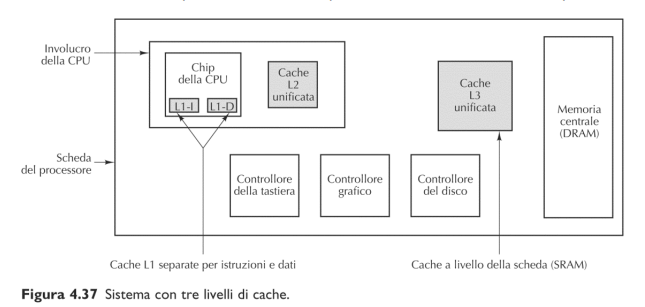 Involucro
della CPU
Chip
della CPU
L1-I
L1-D
Cache
L2
unificata
Cache
L3
unificata
Memoria
centrale
(DRAM)
Scheda
del processore
Controllore
della tastiera
Controllore
grafico
Controllore
del disco
Cache L1 separate per istruzioni e dati
Cache a livello della scheda (SRAM)
Figura 4.37 Sistema con tre livelli di cache.